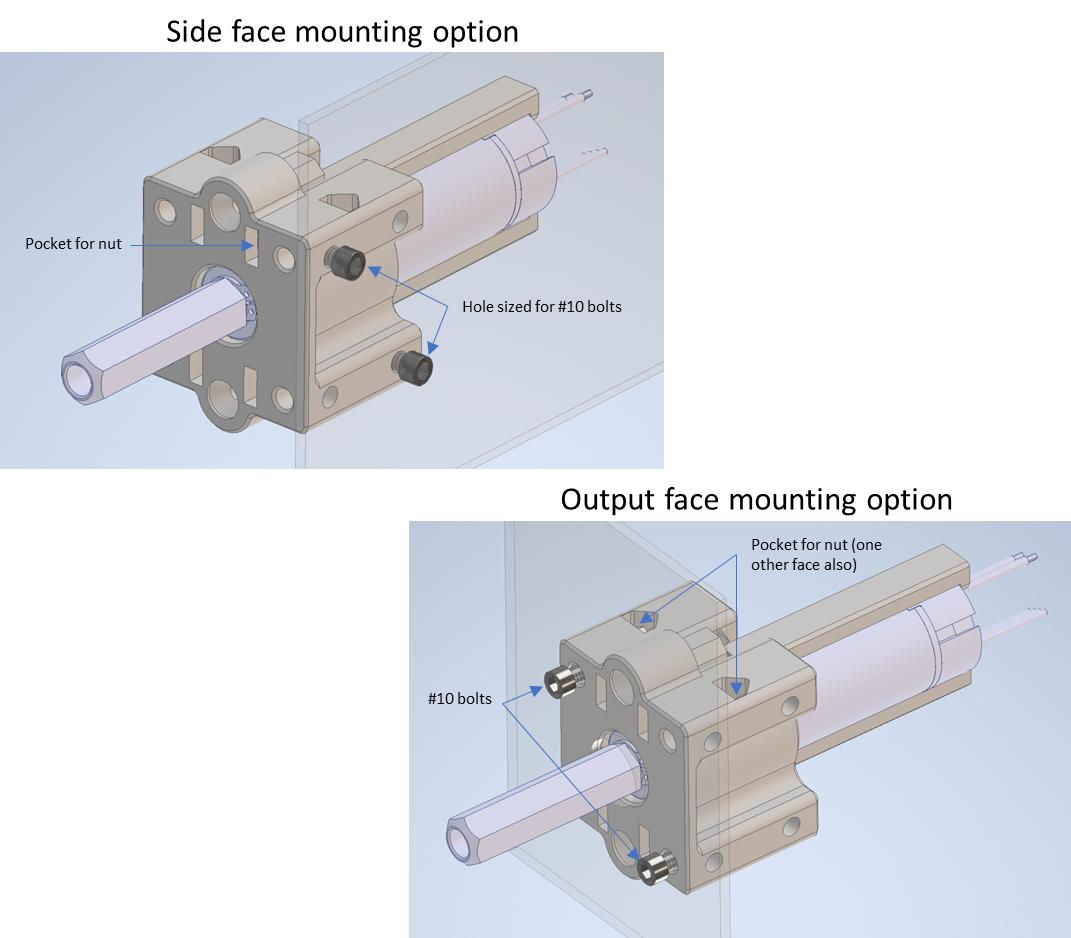 Side face mounting option
Pocket for nut
Hole sized for #10 bolts
Output face mounting option
Pocket for nut (one
other face also)
#10 bolts